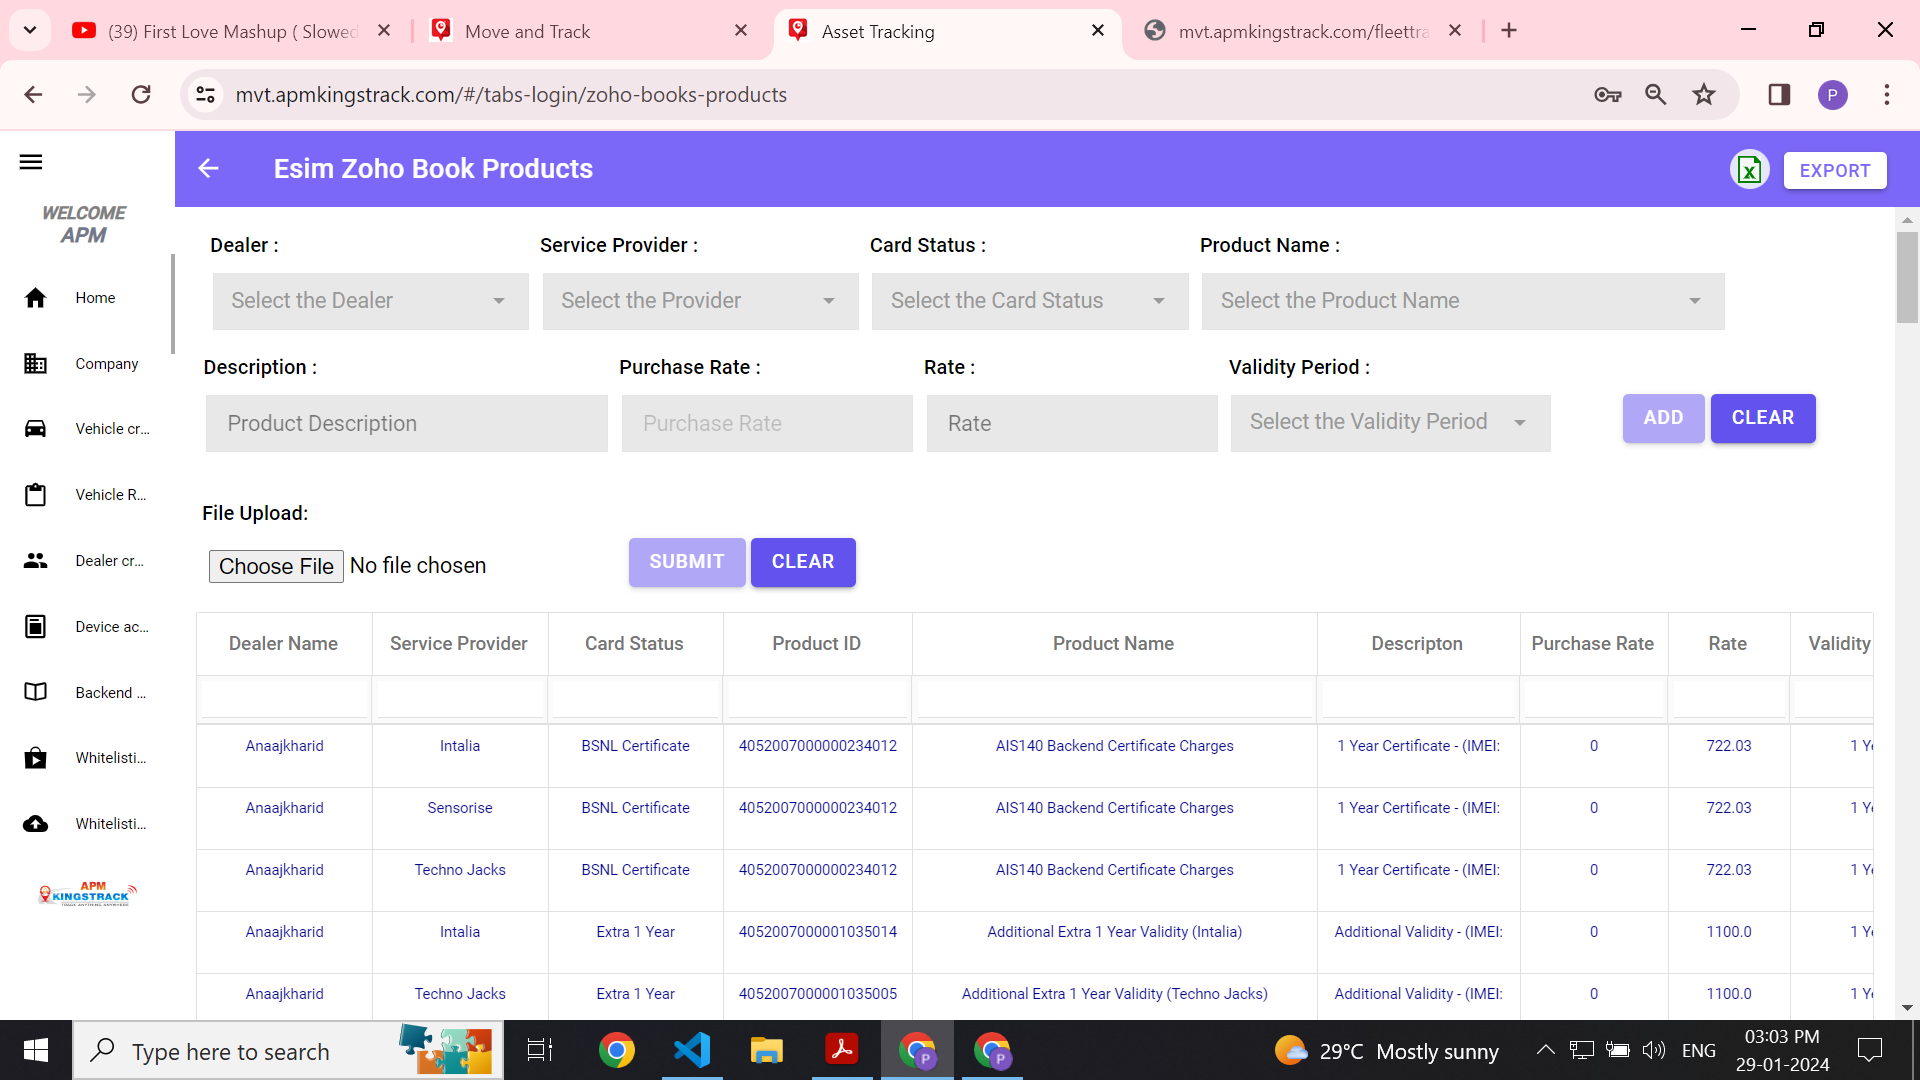 (39) First Love Mashup ( Slowed
Move and Track
Asset Tracking
mvt.apmkingstrack.com/fleettra
mvt.apmkingstrack.com/#/tabs-login/zoho-books-products
P
WELCOME
APM
Home
Company
Vehicle cr...
Vehicle R...
Dealer cr...
Device ac...
Backend ...
Whitelisti...
Whitelisti...
APM
KINGSTRACK
Esim Zoho Book Products
EXPORT
Dealer : Service Provider : Card Status : Product Name :
Select the Dealer Select the Provider Select the Card Status Select the Product Name
Description : Purchase Rate : Rate : Validity Period :
Product Description Purchase Rate Rate Select the Validity Period ADD CLEAR
File Upload:
Choose File No file chosen SUBMIT CLEAR
Dealer Name Service Provider Card Status Product ID Product Name Descripton Purchase Rate Rate Validity
Anaajkharid Intalia BSNL Certificate 4052007000000234012 AIS140 Backend Certificate Charges 1 Year Certificate - (IMEI: 0 722.03 1 Ye
Anaajkharid Sensorise BSNL Certificate 4052007000000234012 AIS140 Backend Certificate Charges 1 Year Certificate - (IMEI: 0 722.03 1 Ye
Anaajkharid Techno Jacks BSNL Certificate 4052007000000234012 AIS140 Backend Certificate Charges 1 Year Certificate - (IMEI: 0 722.03 1 Ye
Anaajkharid Intalia Extra 1 Year 4052007000001035014 Additional Extra 1 Year Validity (Intalia) Additional Validity - (IMEI: 0 1100.0 1 Ye
Anaajkharid Techno Jacks Extra 1 Year 4052007000001035005 Additional Extra 1 Year Validity (Techno Jacks) Additional Validity - (IMEI: 0 1100.0 1 Ye
Type here to search
29°C Mostly sunny
ENG
03:03 PM
29-01-2024